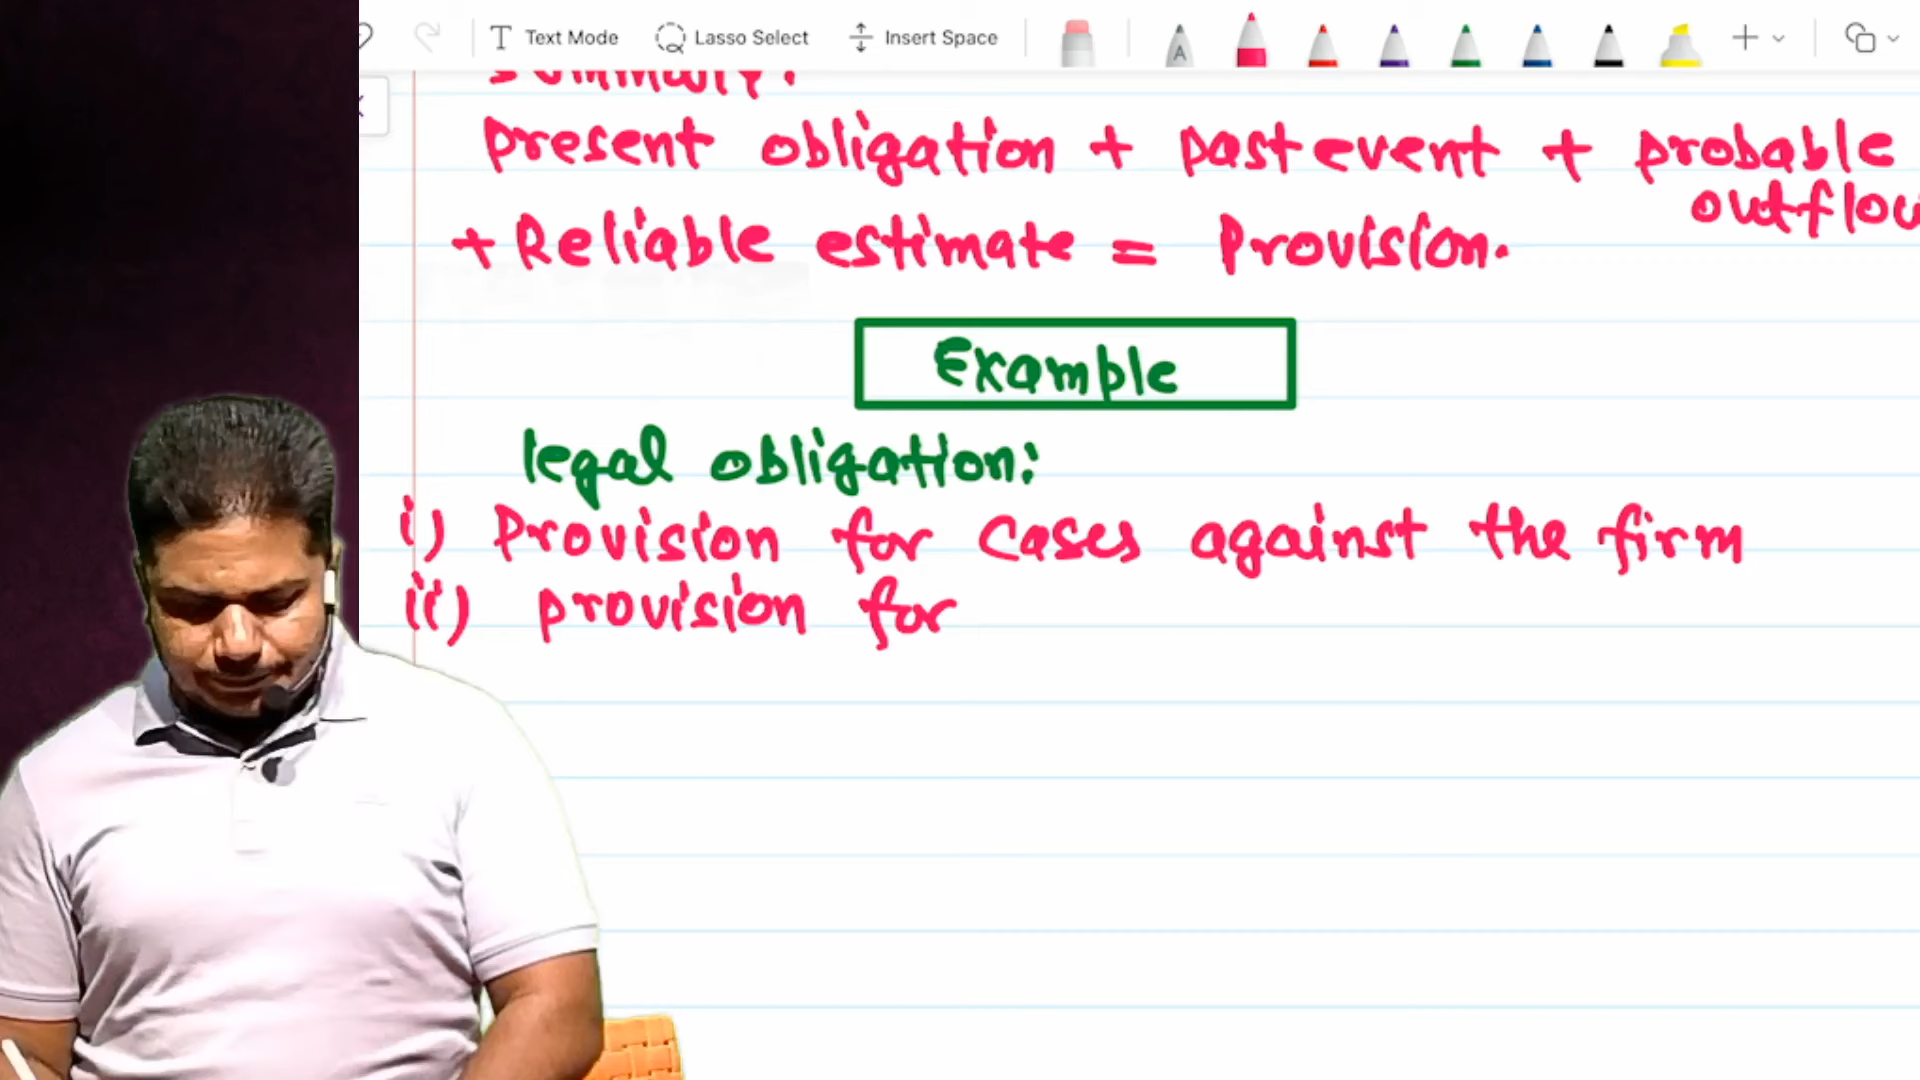 Text Mode Lasso Select Insert Space
A
Summary:
Present obligation + past event + probable
outflow
+ Reliable estimate = Provision.
Example
legal obligation:
i) Provision for cases against the firm
ii) provision for